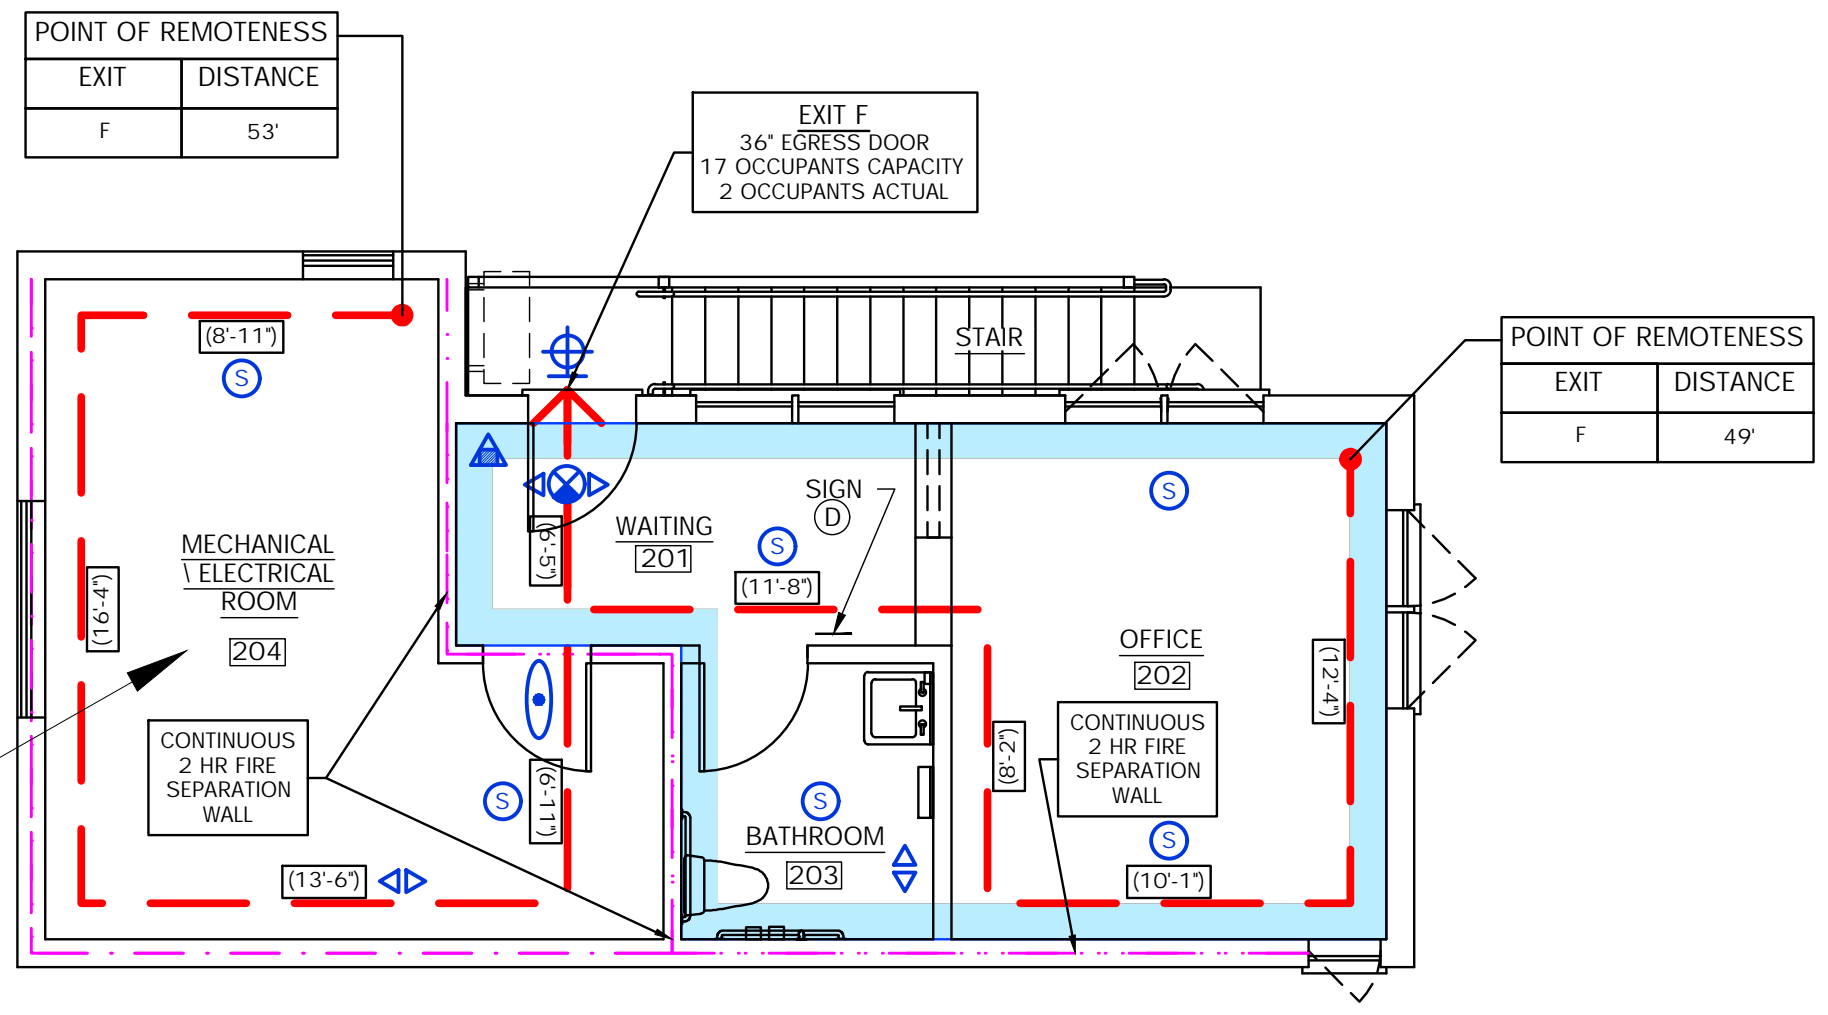 POINT OF REMOTENESS
EXIT DISTANCE
F 53'
EXIT F
36" EGRESS DOOR
17 OCCUPANTS CAPACITY
2 OCCUPANTS ACTUAL
POINT OF REMOTENESS
EXIT DISTANCE
F 49'
STAIR
(8'-11")
S
MECHANICAL
\ ELECTRICAL
ROOM
204
(16'-4")
(6'-5")
WAITING
201
SIGN
D
S
(11'-8")
S
OFFICE
202
(12'-4")
CONTINUOUS
2 HR FIRE
SEPARATION
WALL
S
(6'-11")
S
BATHROOM
203
(8'-2")
CONTINUOUS
2 HR FIRE
SEPARATION
WALL
S
(10'-1")
(13'-6")